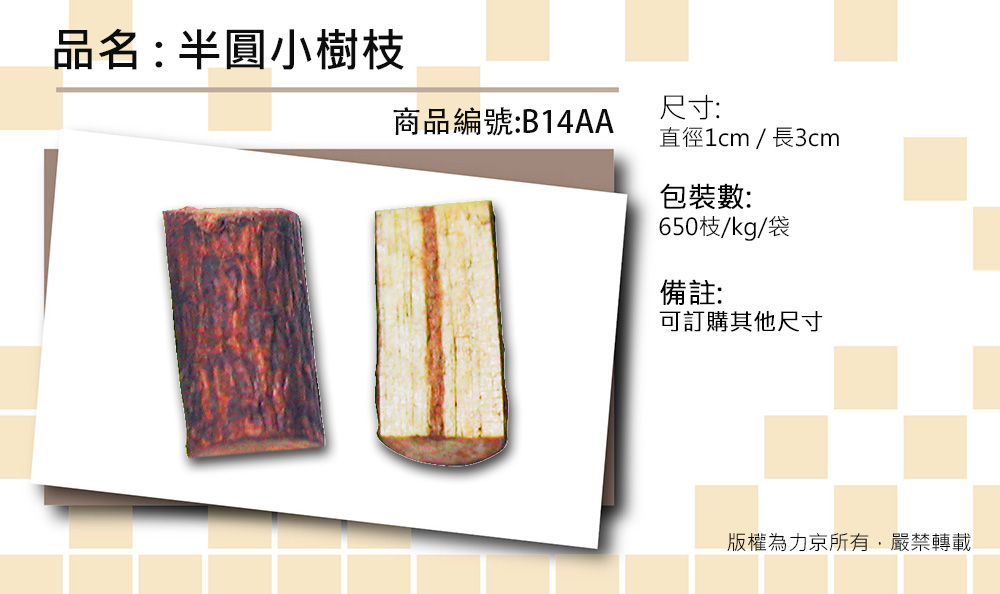 品名 : 半圓小樹枝
商品編號:B14AA
尺寸:
直徑1cm / 長3cm
包裝數:
650枝/kg/袋
備註:
可訂購其他尺寸
版權為力京所有，嚴禁轉載